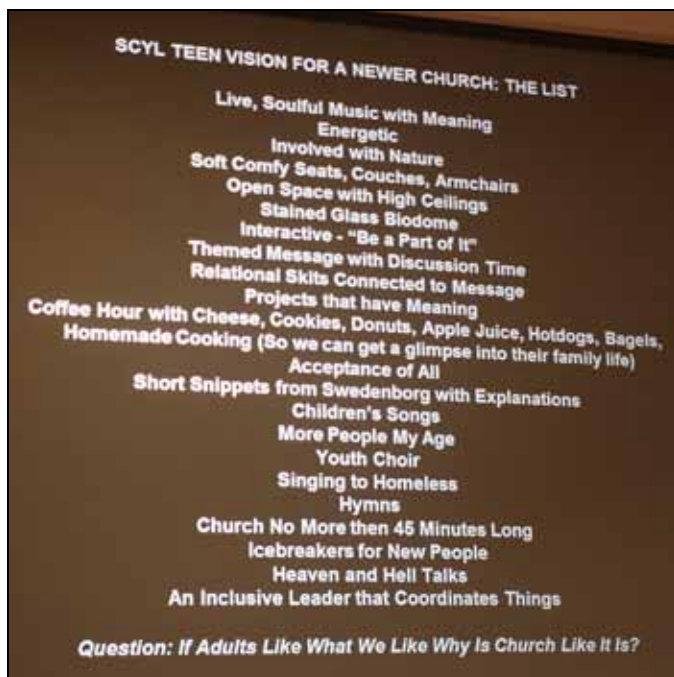 SCYL TEEN VISION FOR A NEWER CHURCH: THE LIST
Live, Soulful Music with Meaning
Energetic
Involved with Nature
Soft Comfy Seats, Couches, Armchairs
Open Space with High Ceilings
Stained Glass Biodome
Interactive - “Be a Part of It”
Themed Message with Discussion Time
Relational Skits Connected to Message
Projects that have Meaning
Coffee Hour with Cheese, Cookies, Donuts, Apple Juice, Hotdogs, Bagels,
Homemade Cooking (So we can get a glimpse into their family life)
Acceptance of All
Short Snippets from Swedenborg with Explanations
Children's Songs
More People My Age
Youth Choir
Singing to Homeless
Hymns
Church No More then 45 Minutes Long
Icebreakers for New People
Heaven and Hell Talks
An Inclusive Leader that Coordinates Things
Question: If Adults Like What We Like Why Is Church Like It Is?